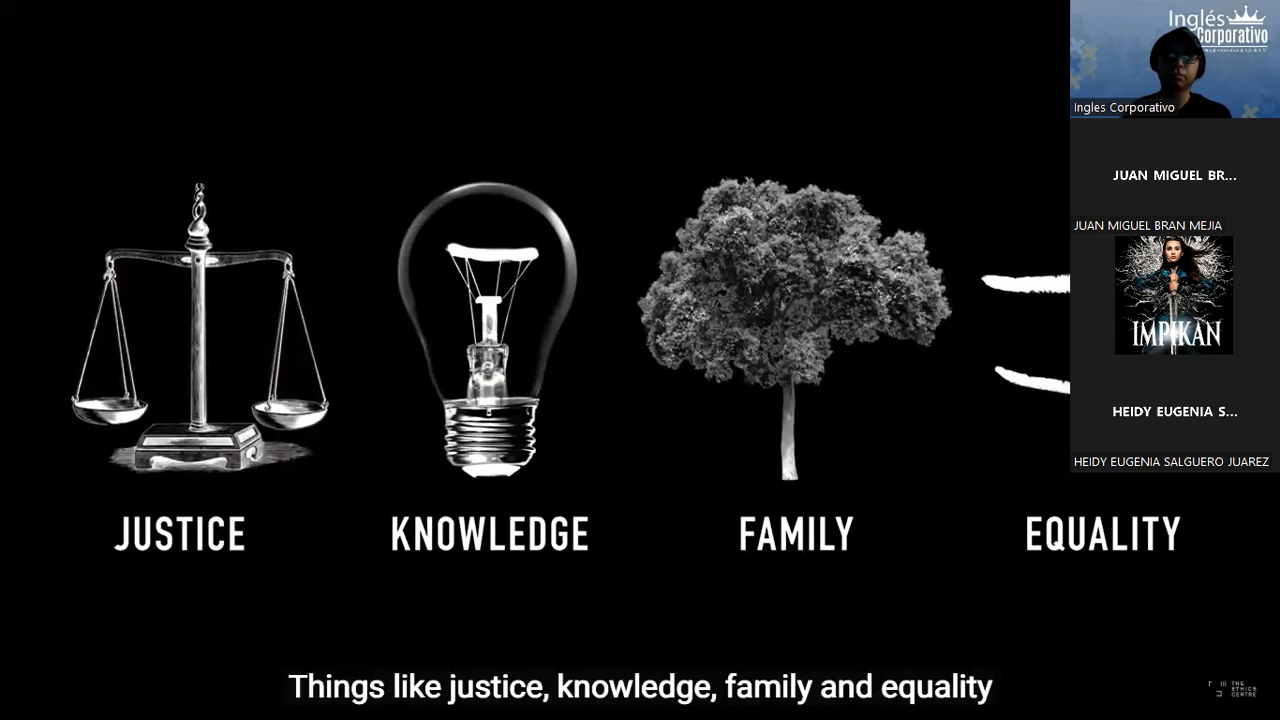 Inglés
Corporativo
Ingles Corporativo
JUAN MIGUEL BR...
JUAN MIGUEL BRAN MEJIA
IMPIKAN
HEIDY EUGENIA S...
HEIDY EUGENIA SALGUERO JUAREZ
JUSTICE
KNOWLEDGE
FAMILY
EQUALITY
Things like justice, knowledge, family and equality
THE
ETHICS
CENTRE